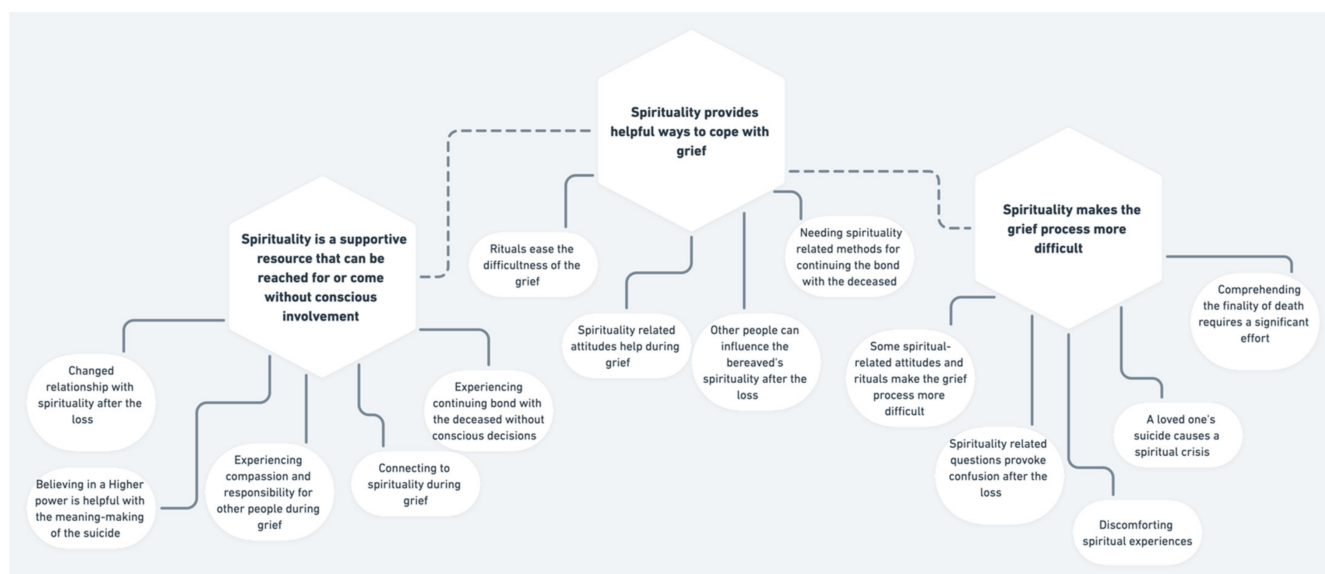 Spirituality provides
helpful ways to cope with
grief
Spirituality is a supportive
resource that can be
reached for or come
without conscious
involvement
Spirituality makes the
grief process more
difficult
Rituals ease the
difficultness of the
grief
Spirituality related
attitudes help during
grief
Other people can
influence the
bereaved's
spirituality after the
loss
Needing spirituality
related methods for
continuing the bond
with the deceased
Changed
relationship with
spirituality after the
loss
Believing in a Higher
power is helpful with
the meaning-making
of the suicide
Experiencing
compassion and
responsibility for
other people during
grief
Connecting to
spirituality during
grief
Experiencing
continuing bond with
the deceased without
conscious decisions
Some spiritual-
related attitudes and
rituals make the grief
process more
difficult
Spirituality related
questions provoke
confusion after the
loss
Discomforting
spiritual experiences
A loved one's
suicide causes a
spiritual crisis
Comprehending
the finality of death
requires a significant
effort